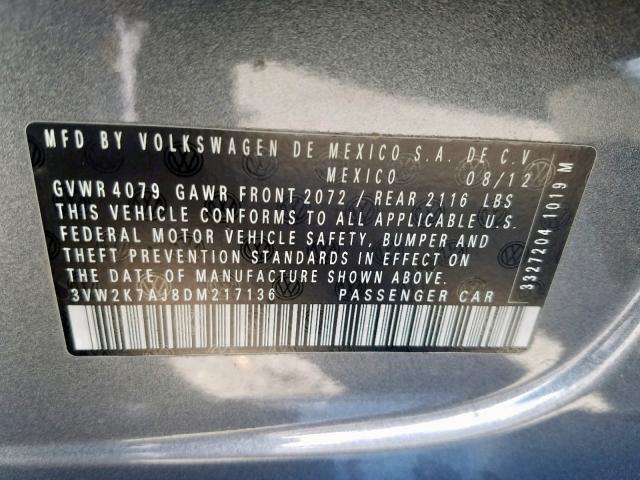 MFD BY VOLKSWAGEN DE MEXICO S.A. DE C.V
MEXICO 08/12
GVWR 4079 GAWR FRONT 2072 / REAR 2116 LBS
THIS VEHICLE CONFORMS TO ALL APPLICABLE U.S.
FEDERAL MOTOR VEHICLE SAFETY, BUMPER AND
THEFT PREVENTION STANDARDS IN EFFECT ON
THE DATE OF MANUFACTURE SHOWN ABOVE.
3VW2K7AJ8DM217136 PASSENGER CAR
3327204 1019 M